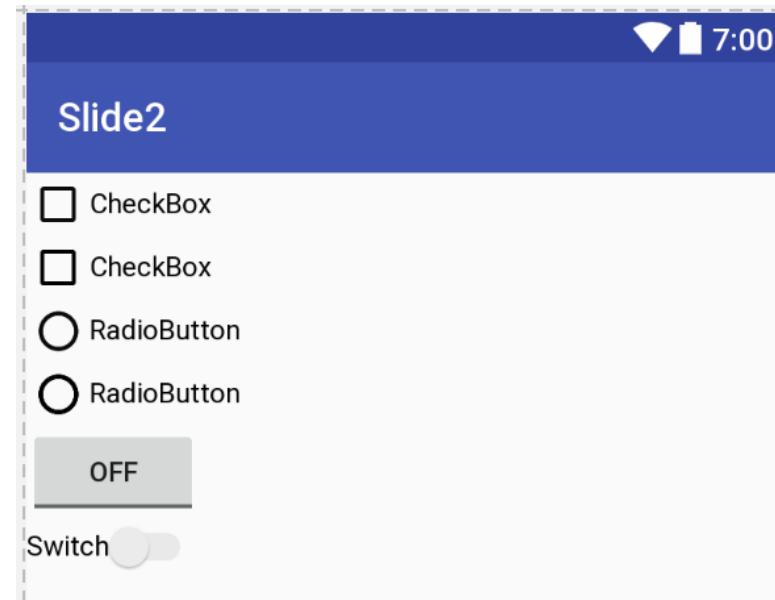 7:00
Slide2
CheckBox
CheckBox
RadioButton
RadioButton
OFF
Switch